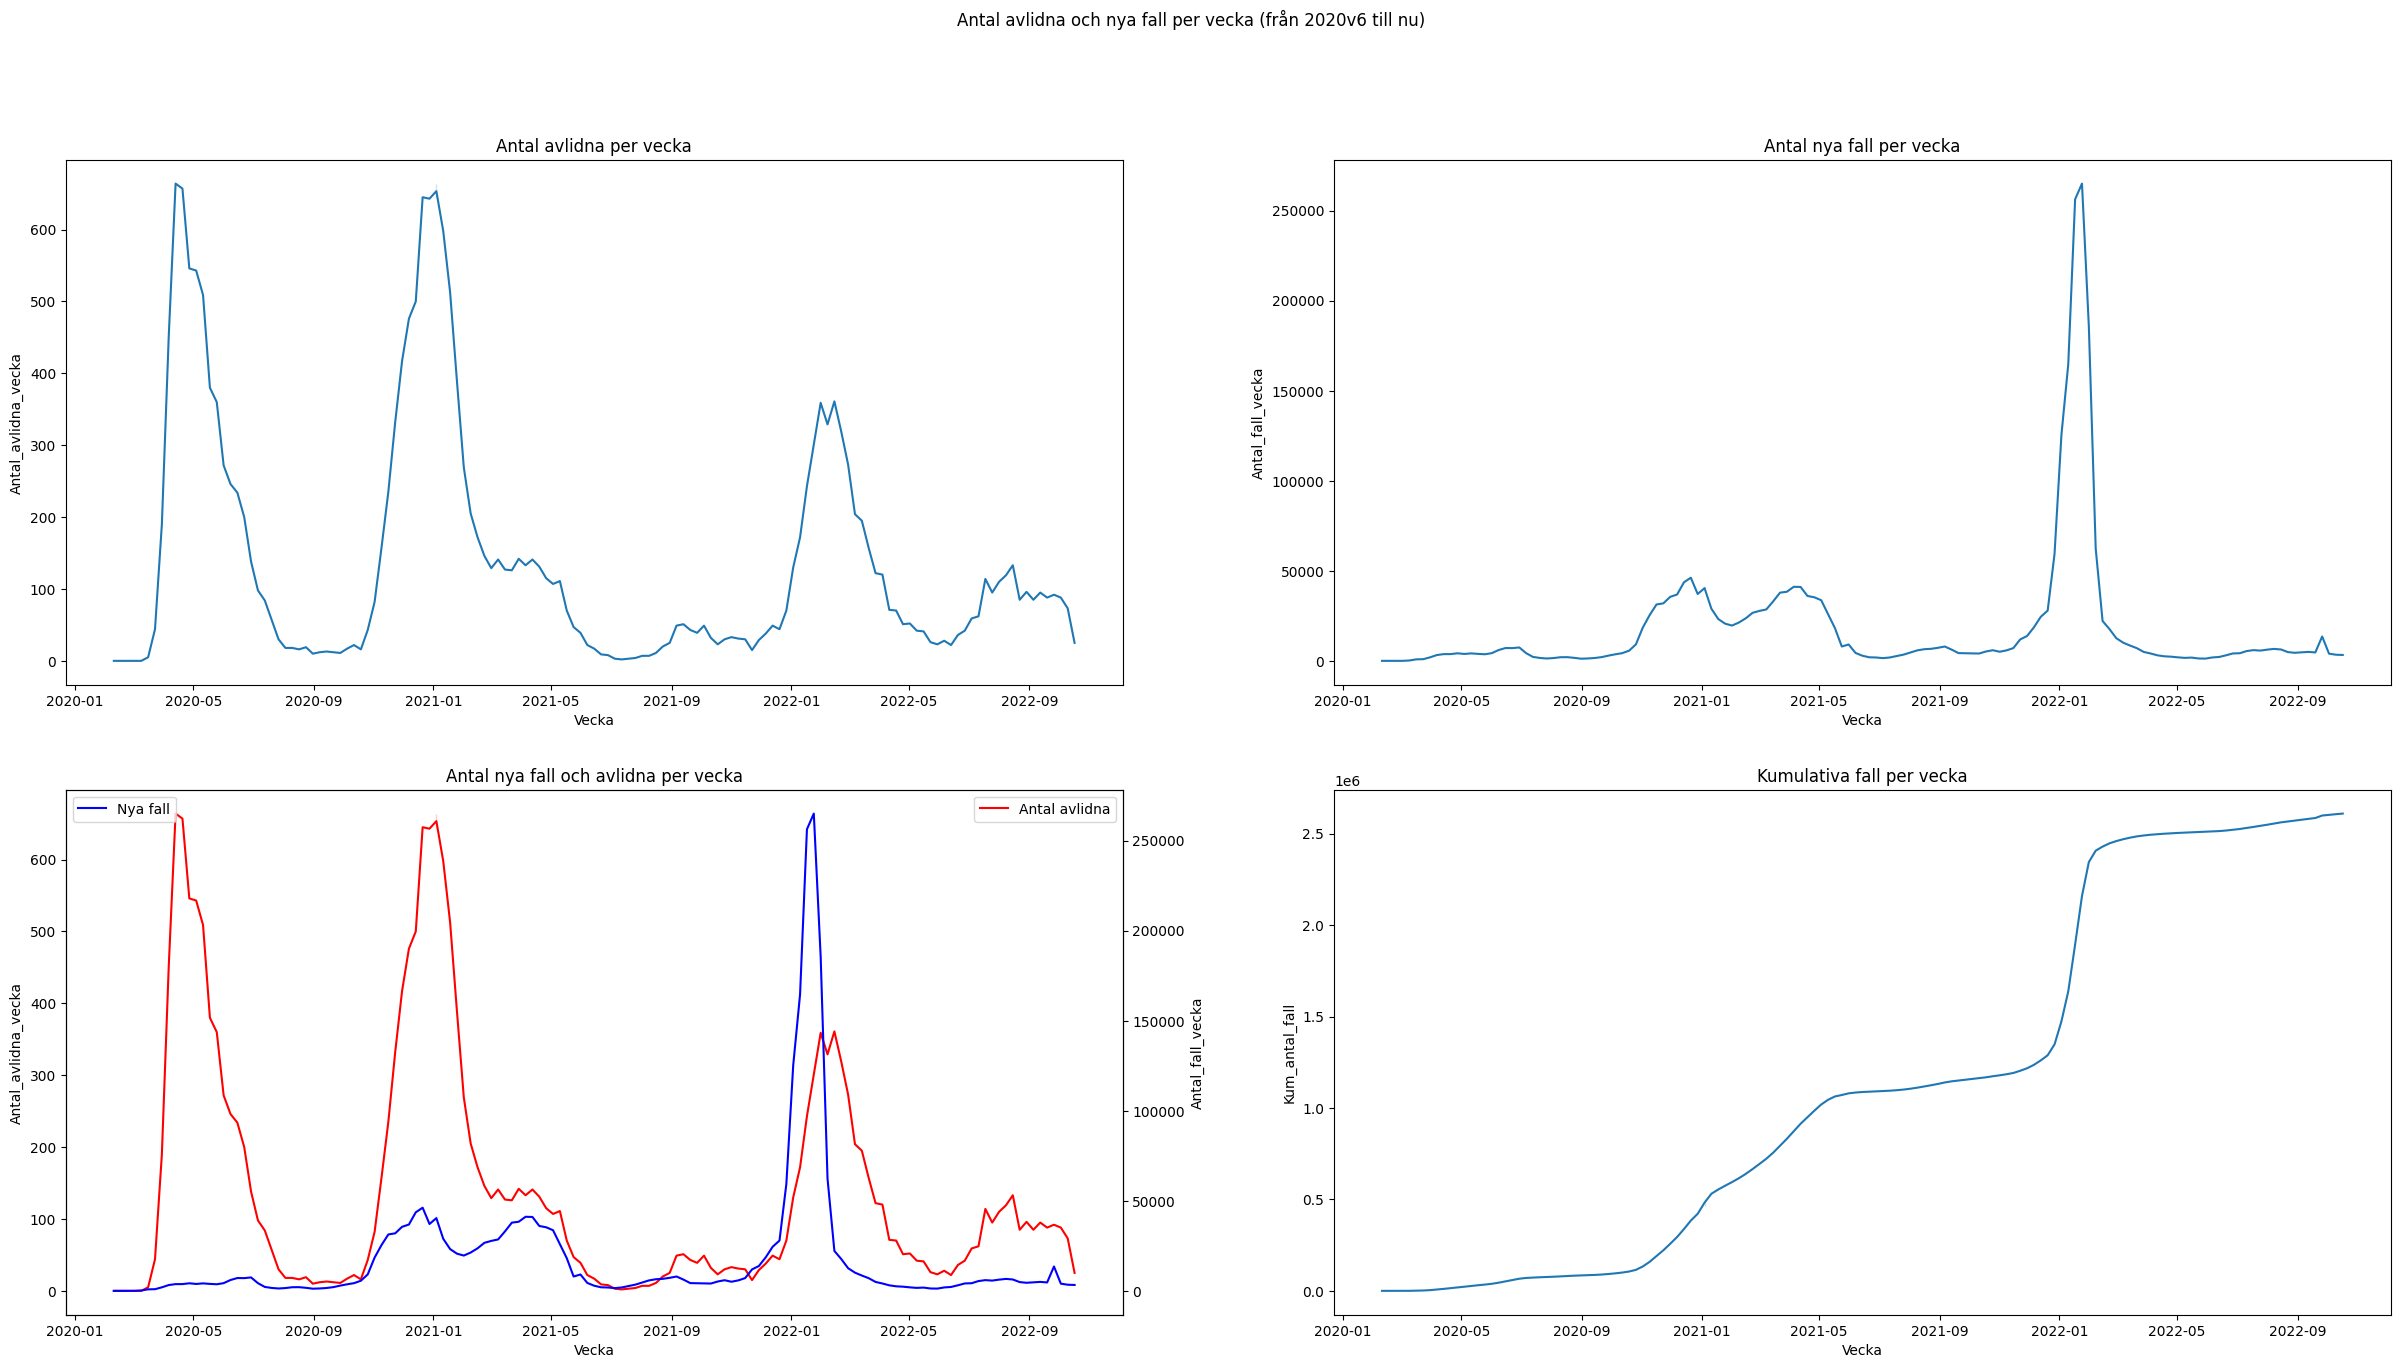 Antal avlidna och nya fall per vecka (från 2020v6 till nu)
Antal avlidna per vecka
Antal_avlidna_vecka
600
500
400
300
200
100
0
2020-01 2020-05 2020-09 2021-01 2021-05 2021-09 2022-01 2022-05 2022-09
Vecka
Antal nya fall per vecka
Antal_fall_vecka
250000
200000
150000
100000
50000
0
2020-01 2020-05 2020-09 2021-01 2021-05 2021-09 2022-01 2022-05 2022-09
Vecka
Antal nya fall och avlidna per vecka
Nya fall
Antal avlidna
Antal_avlidna_vecka
600
500
400
300
200
100
0
250000
200000
150000
100000
50000
0
Antal_fall_vecka
2020-01 2020-05 2020-09 2021-01 2021-05 2021-09 2022-01 2022-05 2022-09
Vecka
Kumulativa fall per vecka
1e6
Kum_antal_fall
2.5
2.0
1.5
1.0
0.5
0.0
2020-01 2020-05 2020-09 2021-01 2021-05 2021-09 2022-01 2022-05 2022-09
Vecka